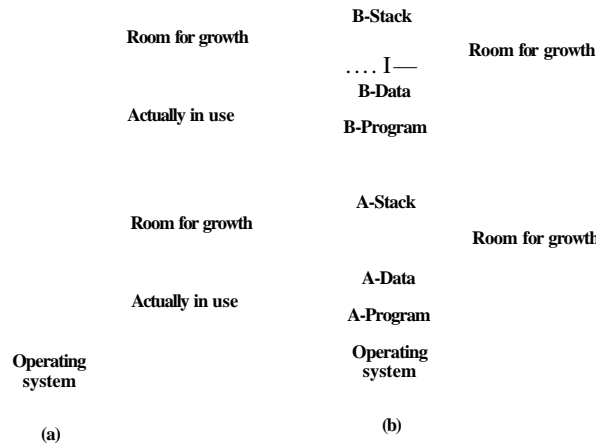 B-Stack
Room for growth
Room for growth
.... I—
B-Data
Actually in use
B-Program
A-Stack
Room for growth
Room for growth
A-Data
Actually in use
A-Program
Operating
system
Operating
system
(a)
(b)